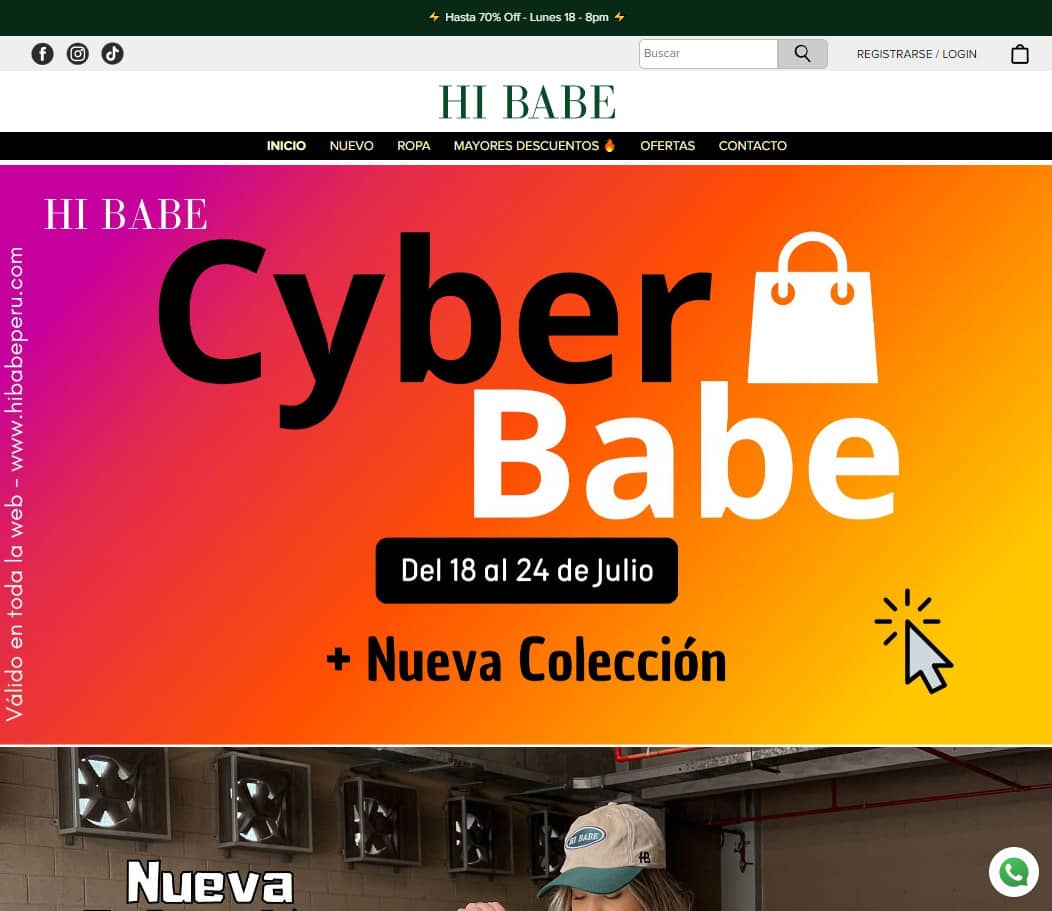 ⚡ Hasta 70% Off - Lunes 18 - 8pm ⚡
Buscar
REGISTRARSE / LOGIN
HI BABE
INICIO NUEVO ROPA MAYORES DESCUENTOS 🔥 OFERTAS CONTACTO
HI BABE
Cyber
Babe
Del 18 al 24 de Julio
+ Nueva Colección
Válido en toda la web - www.hibabeperu.com
HI BABE
HB
Nueva